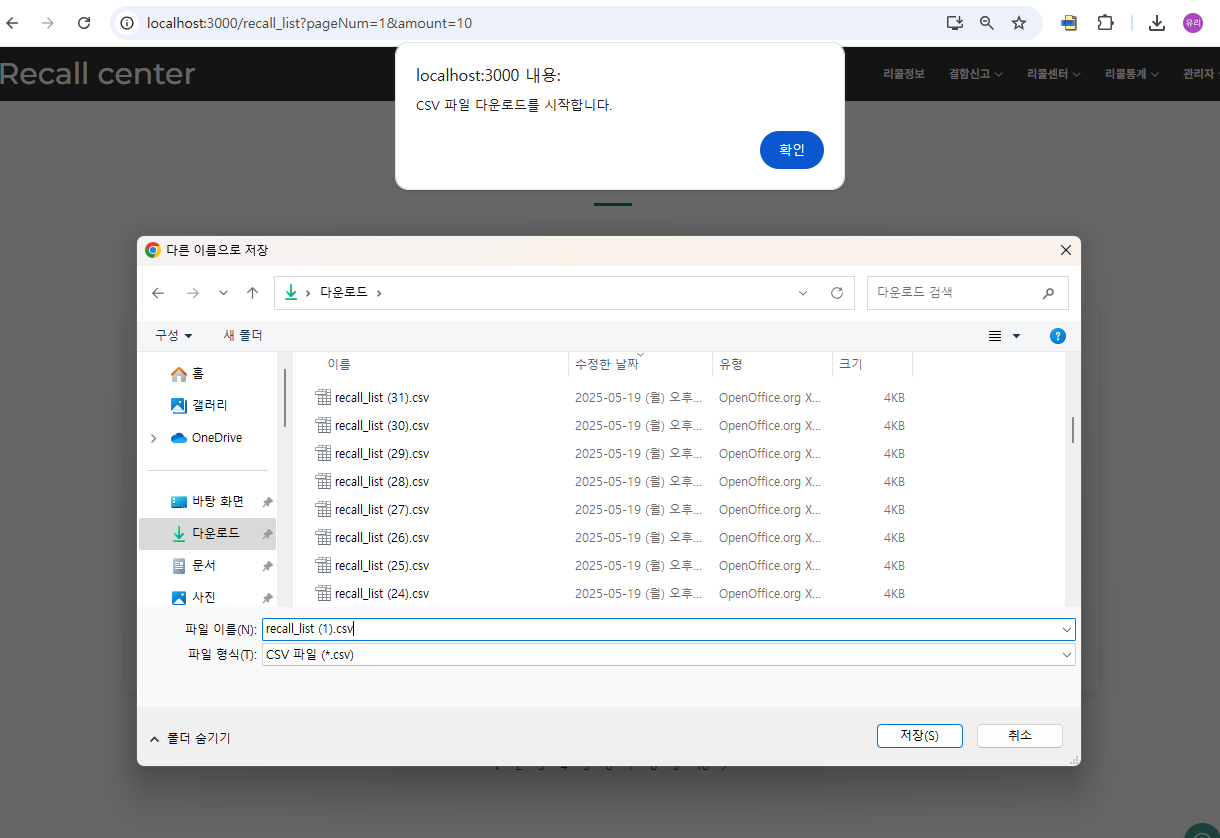 localhost:3000/recall_list?pageNum=1&amount=10
유리
Recall center
리콜정보 결함신고 리콜센터 리콜통계 관리자
localhost:3000 내용:
CSV 파일 다운로드를 시작합니다.
확인
다른 이름으로 저장
다운로드
다운로드 검색
구성 새 폴더
이름 수정한 날짜 유형 크기
홈
갤러리
OneDrive
바탕 화면
다운로드
문서
사진
recall_list (31).csv 2025-05-19 (월) 오후... OpenOffice.org X... 4KB
recall_list (30).csv 2025-05-19 (월) 오후... OpenOffice.org X... 4KB
recall_list (29).csv 2025-05-19 (월) 오후... OpenOffice.org X... 4KB
recall_list (28).csv 2025-05-19 (월) 오후... OpenOffice.org X... 4KB
recall_list (27).csv 2025-05-19 (월) 오후... OpenOffice.org X... 4KB
recall_list (26).csv 2025-05-19 (월) 오후... OpenOffice.org X... 4KB
recall_list (25).csv 2025-05-19 (월) 오후... OpenOffice.org X... 4KB
recall_list (24).csv 2025-05-19 (월) 오후... OpenOffice.org X... 4KB
파일 이름(N): recall_list (1).csv
파일 형식(T): CSV 파일 (*.csv)
폴더 숨기기
저장(S) 취소